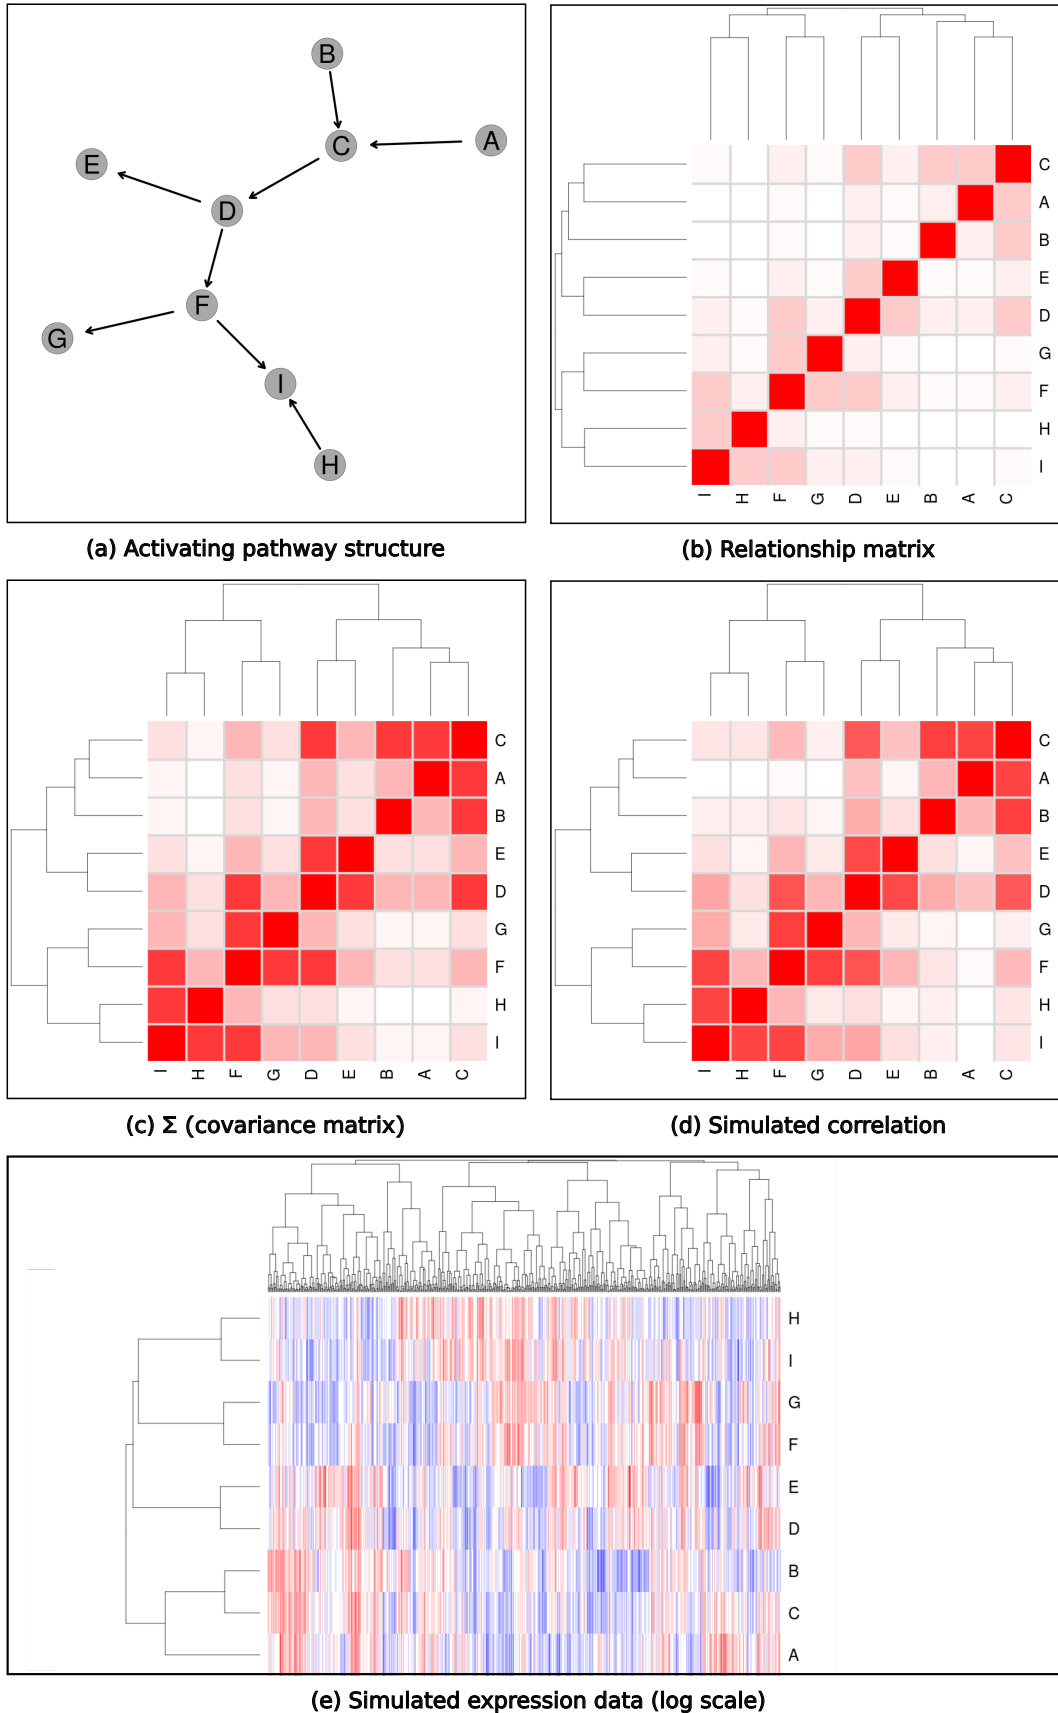 B
A
C
E
D
F
G
I
H
(a) Activating pathway structure
C
A
B
E
D
G
F
H
I
I H F G D E B A C
(b) Relationship matrix
C
A
B
E
D
G
F
H
I
I H F G D E B A C
(c) Σ (covariance matrix)
C
A
B
E
D
G
F
H
I
I H F G D E B A C
(d) Simulated correlation
H
I
G
F
E
D
B
C
A
(e) Simulated expression data (log scale)